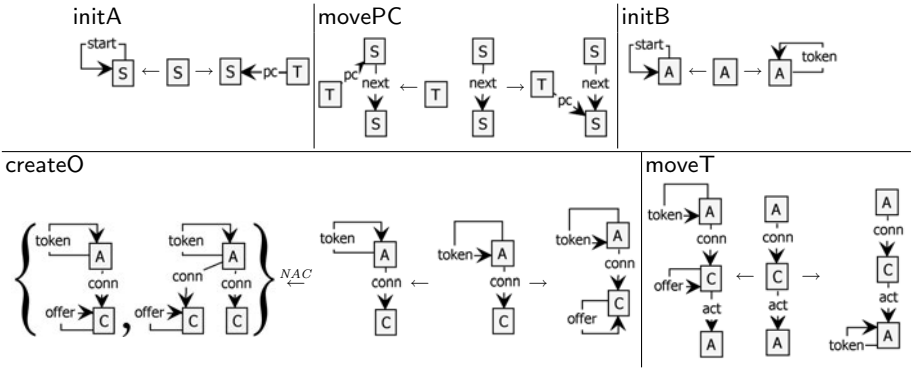 initA
start
S ← S → S pc T
movePC
S
pc
next
T
S
←
T
S
next
S
→
T
pc
S
next
S
initB
start
A ← A → A
token
createO
{
token
A
conn
offer
C
,
token
A
conn
conn
offer
C
C
}
NAC
←
token
A
conn
C
←
token
A
conn
C
→
token
A
conn
C
offer
moveT
token
A
conn
offer
C
act
A
←
A
conn
C
act
A
→
A
conn
C
act
token
A